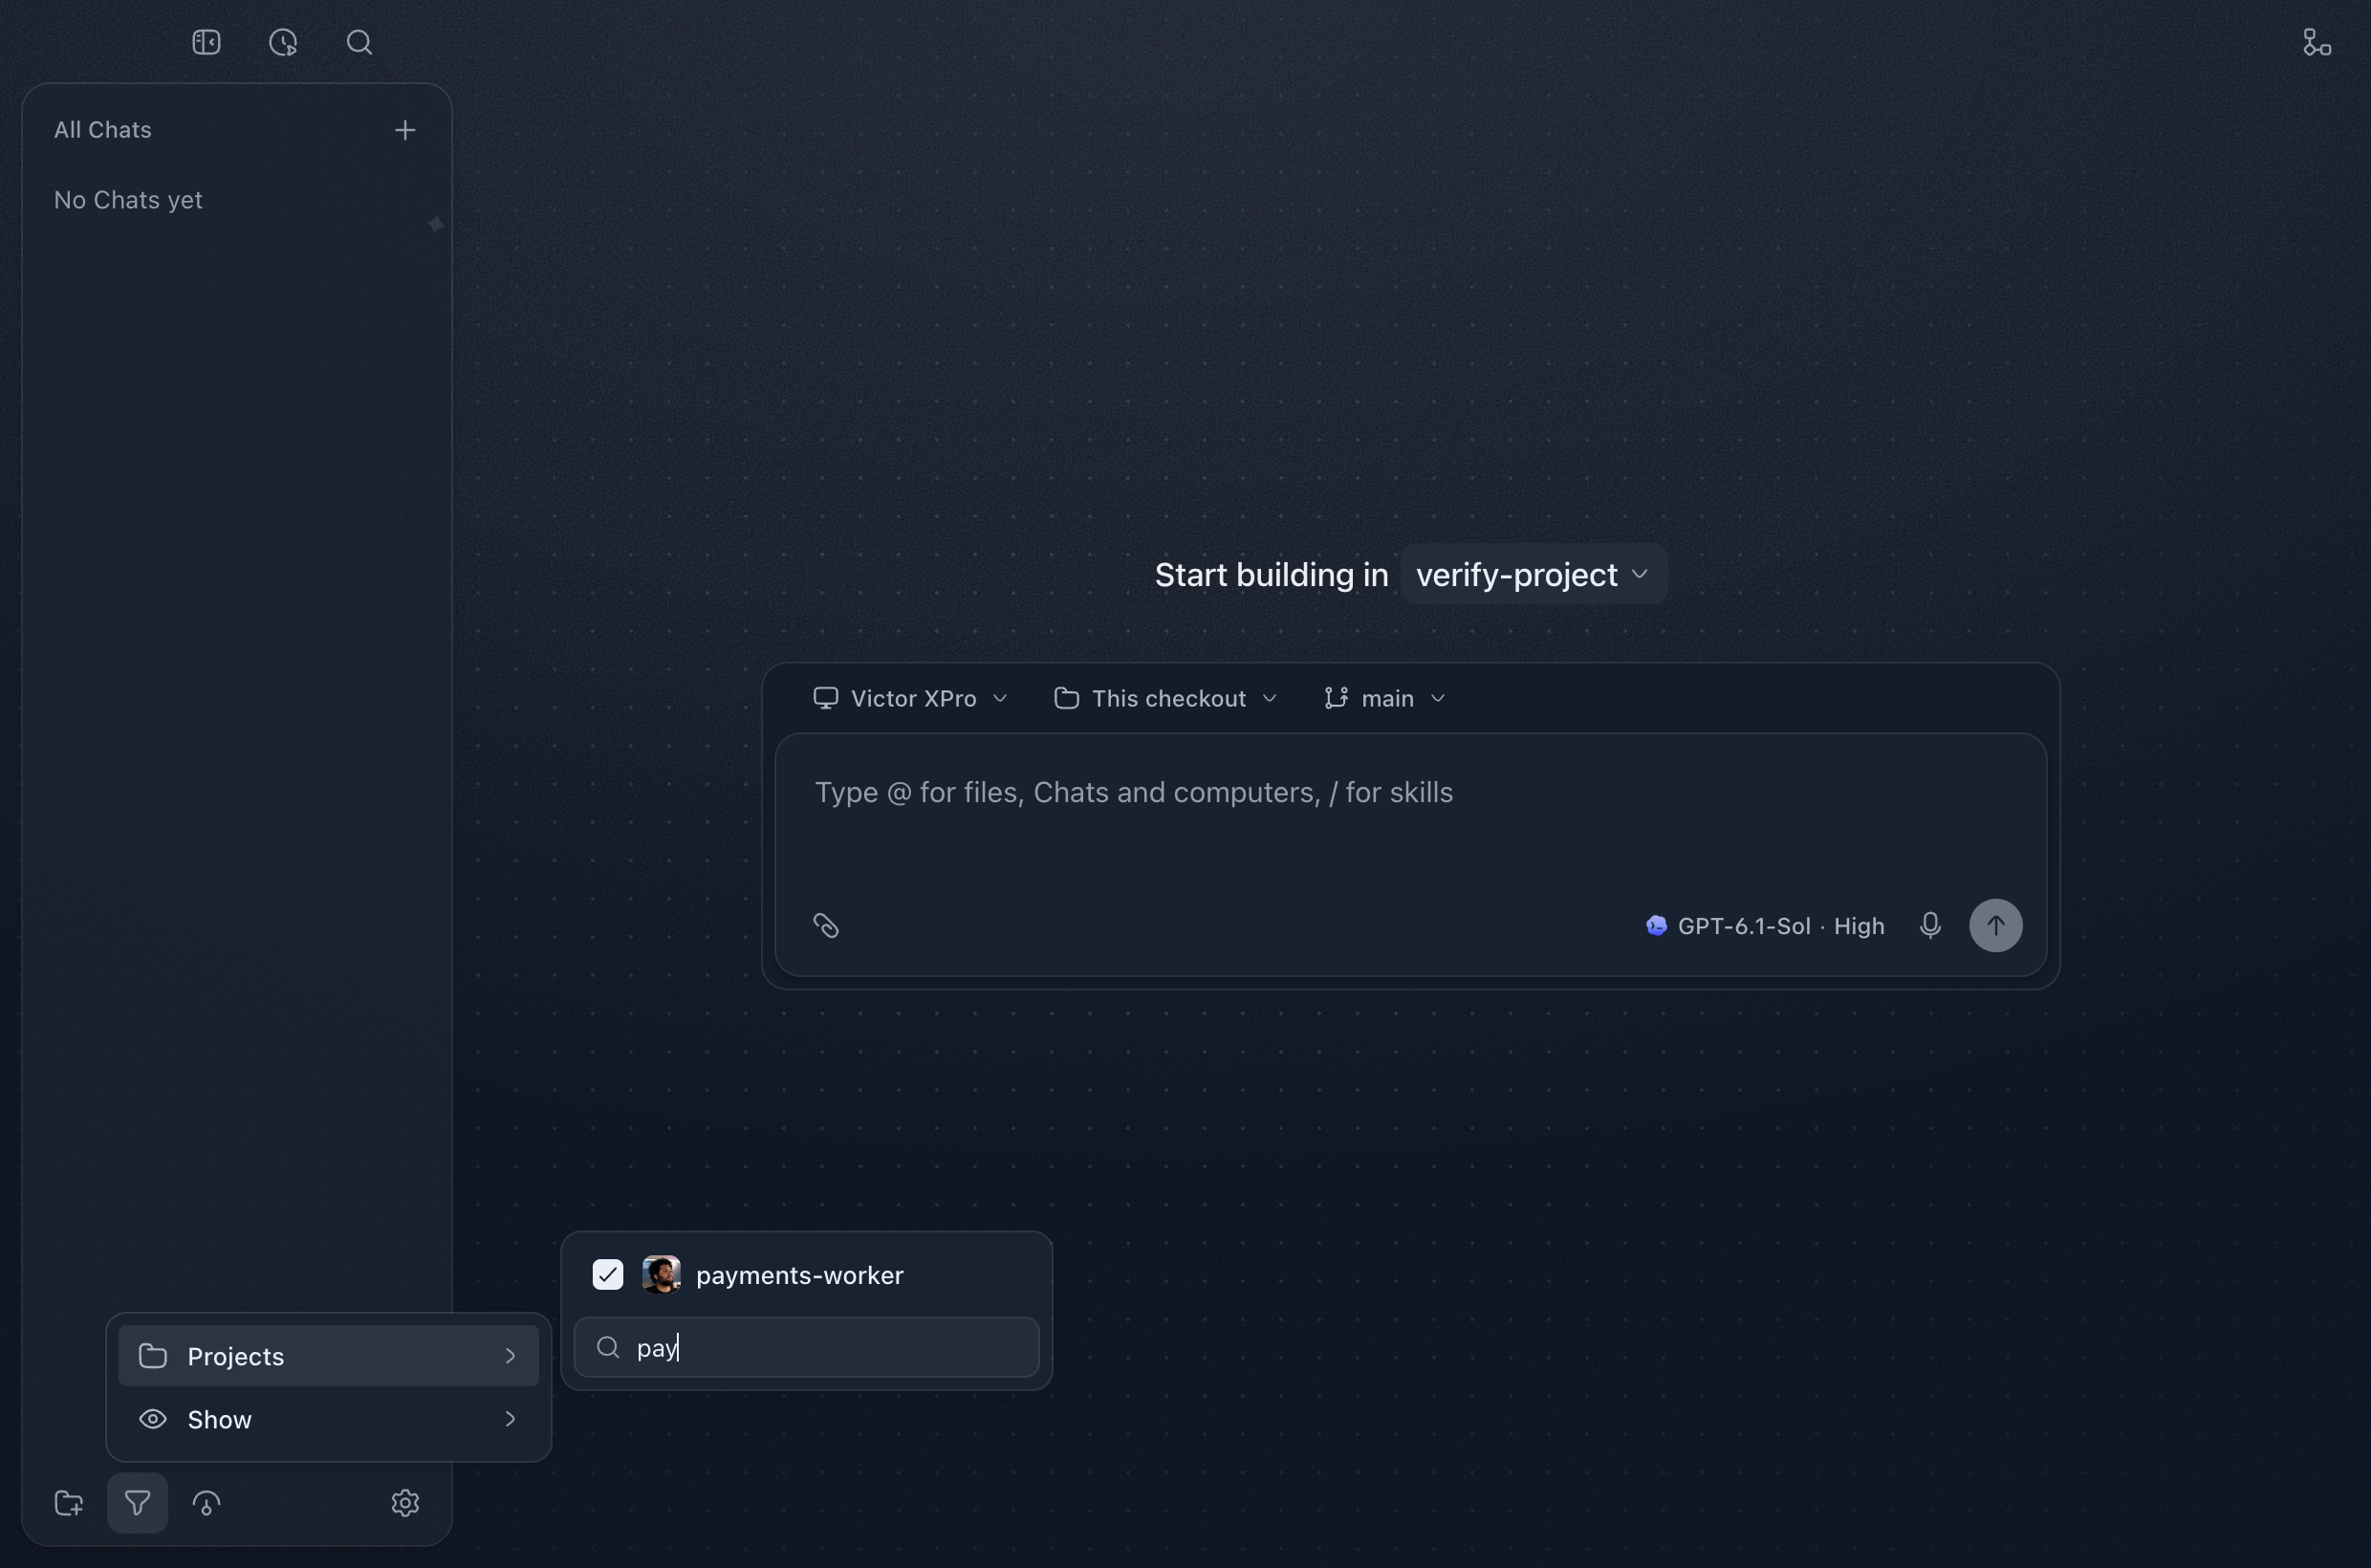 All Chats
No Chats yet
Start building in verify-project
Victor XPro This checkout main
Type @ for files, Chats and computers, / for skills
GPT-6.1-Sol · High
payments-worker
pay
Projects
Show